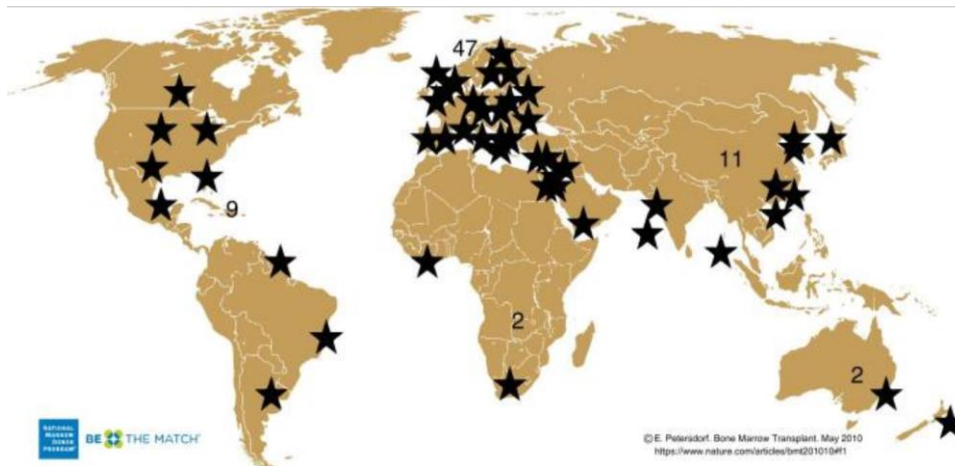 47
11
9
2
2
NATIONAL
MARROW
DONOR
PROGRAM®
BE THE MATCH®
© E. Petersdorf. Bone Marrow Transplant. May 2010
https://www.nature.com/articles/bmt201010#f1